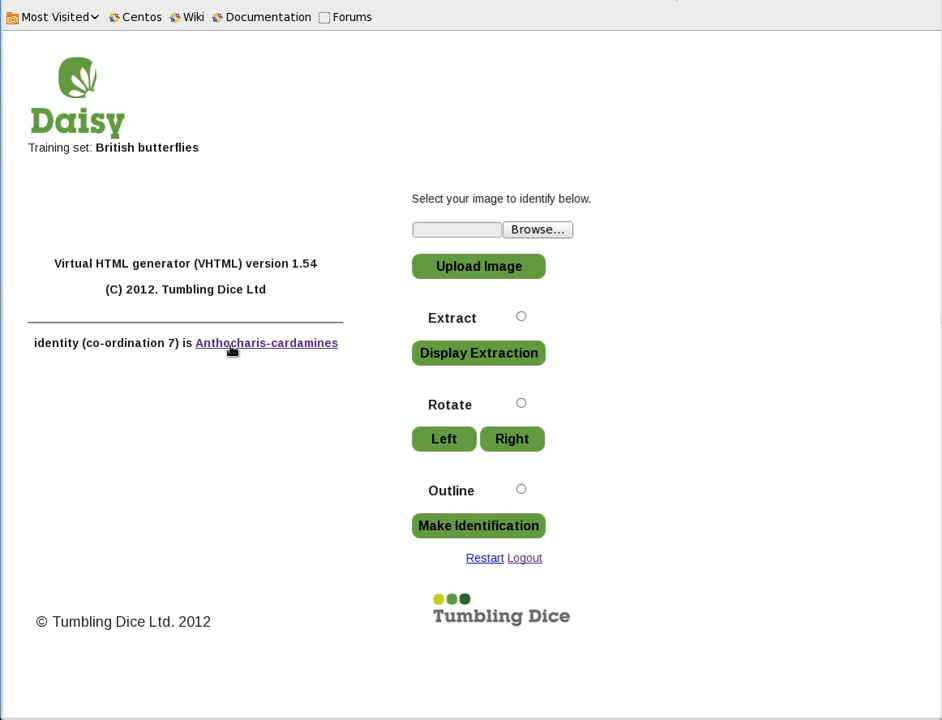 Most Visited Centos Wiki Documentation Forums
Daisy
Training set: British butterflies
Select your image to identify below.
Browse...
Upload Image
Virtual HTML generator (VHTML) version 1.54
(C) 2012. Tumbling Dice Ltd
identity (co-ordination 7) is Anthocharis-cardamines
Extract
Display Extraction
Rotate
Left Right
Outline
Make Identification
Restart Logout
Tumbling Dice
© Tumbling Dice Ltd. 2012